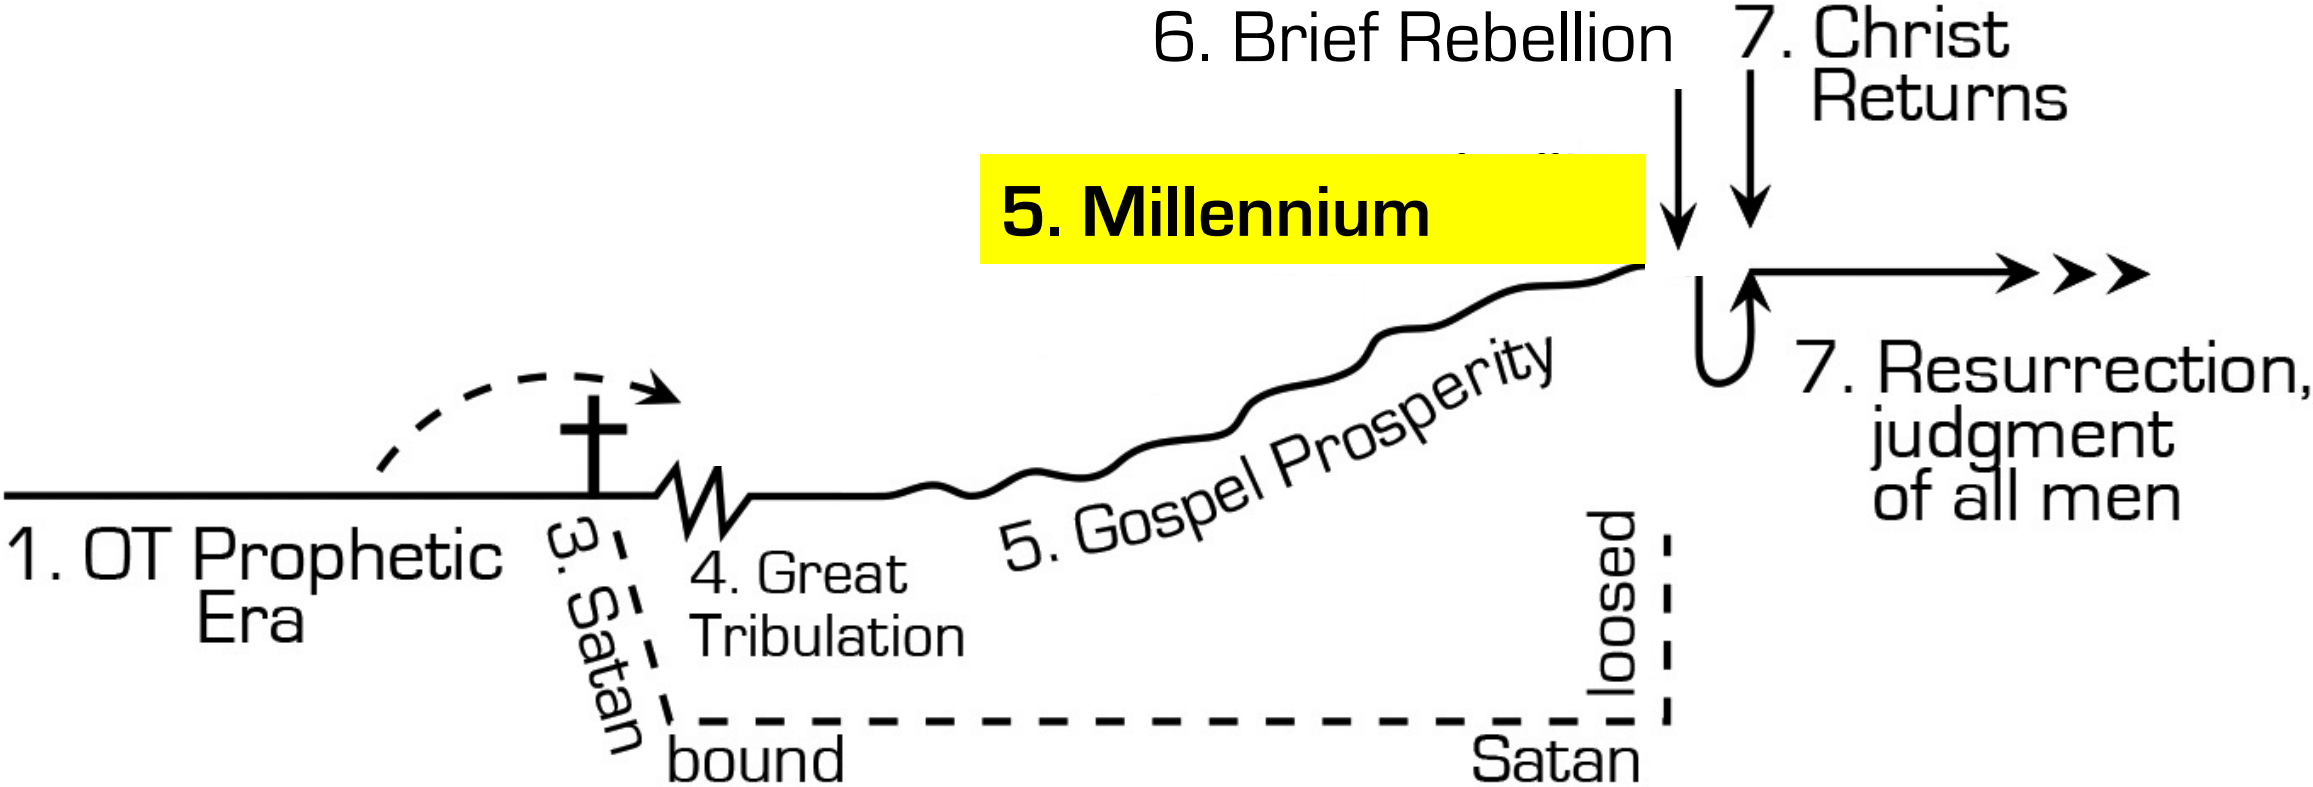 6. Brief Rebellion
7. Christ
Returns
5. Millennium
5. Gospel Prosperity
7. Resurrection,
judgment
of all men
1. OT Prophetic
Era
3. Satan
bound
4. Great
Tribulation
Satan
loosed